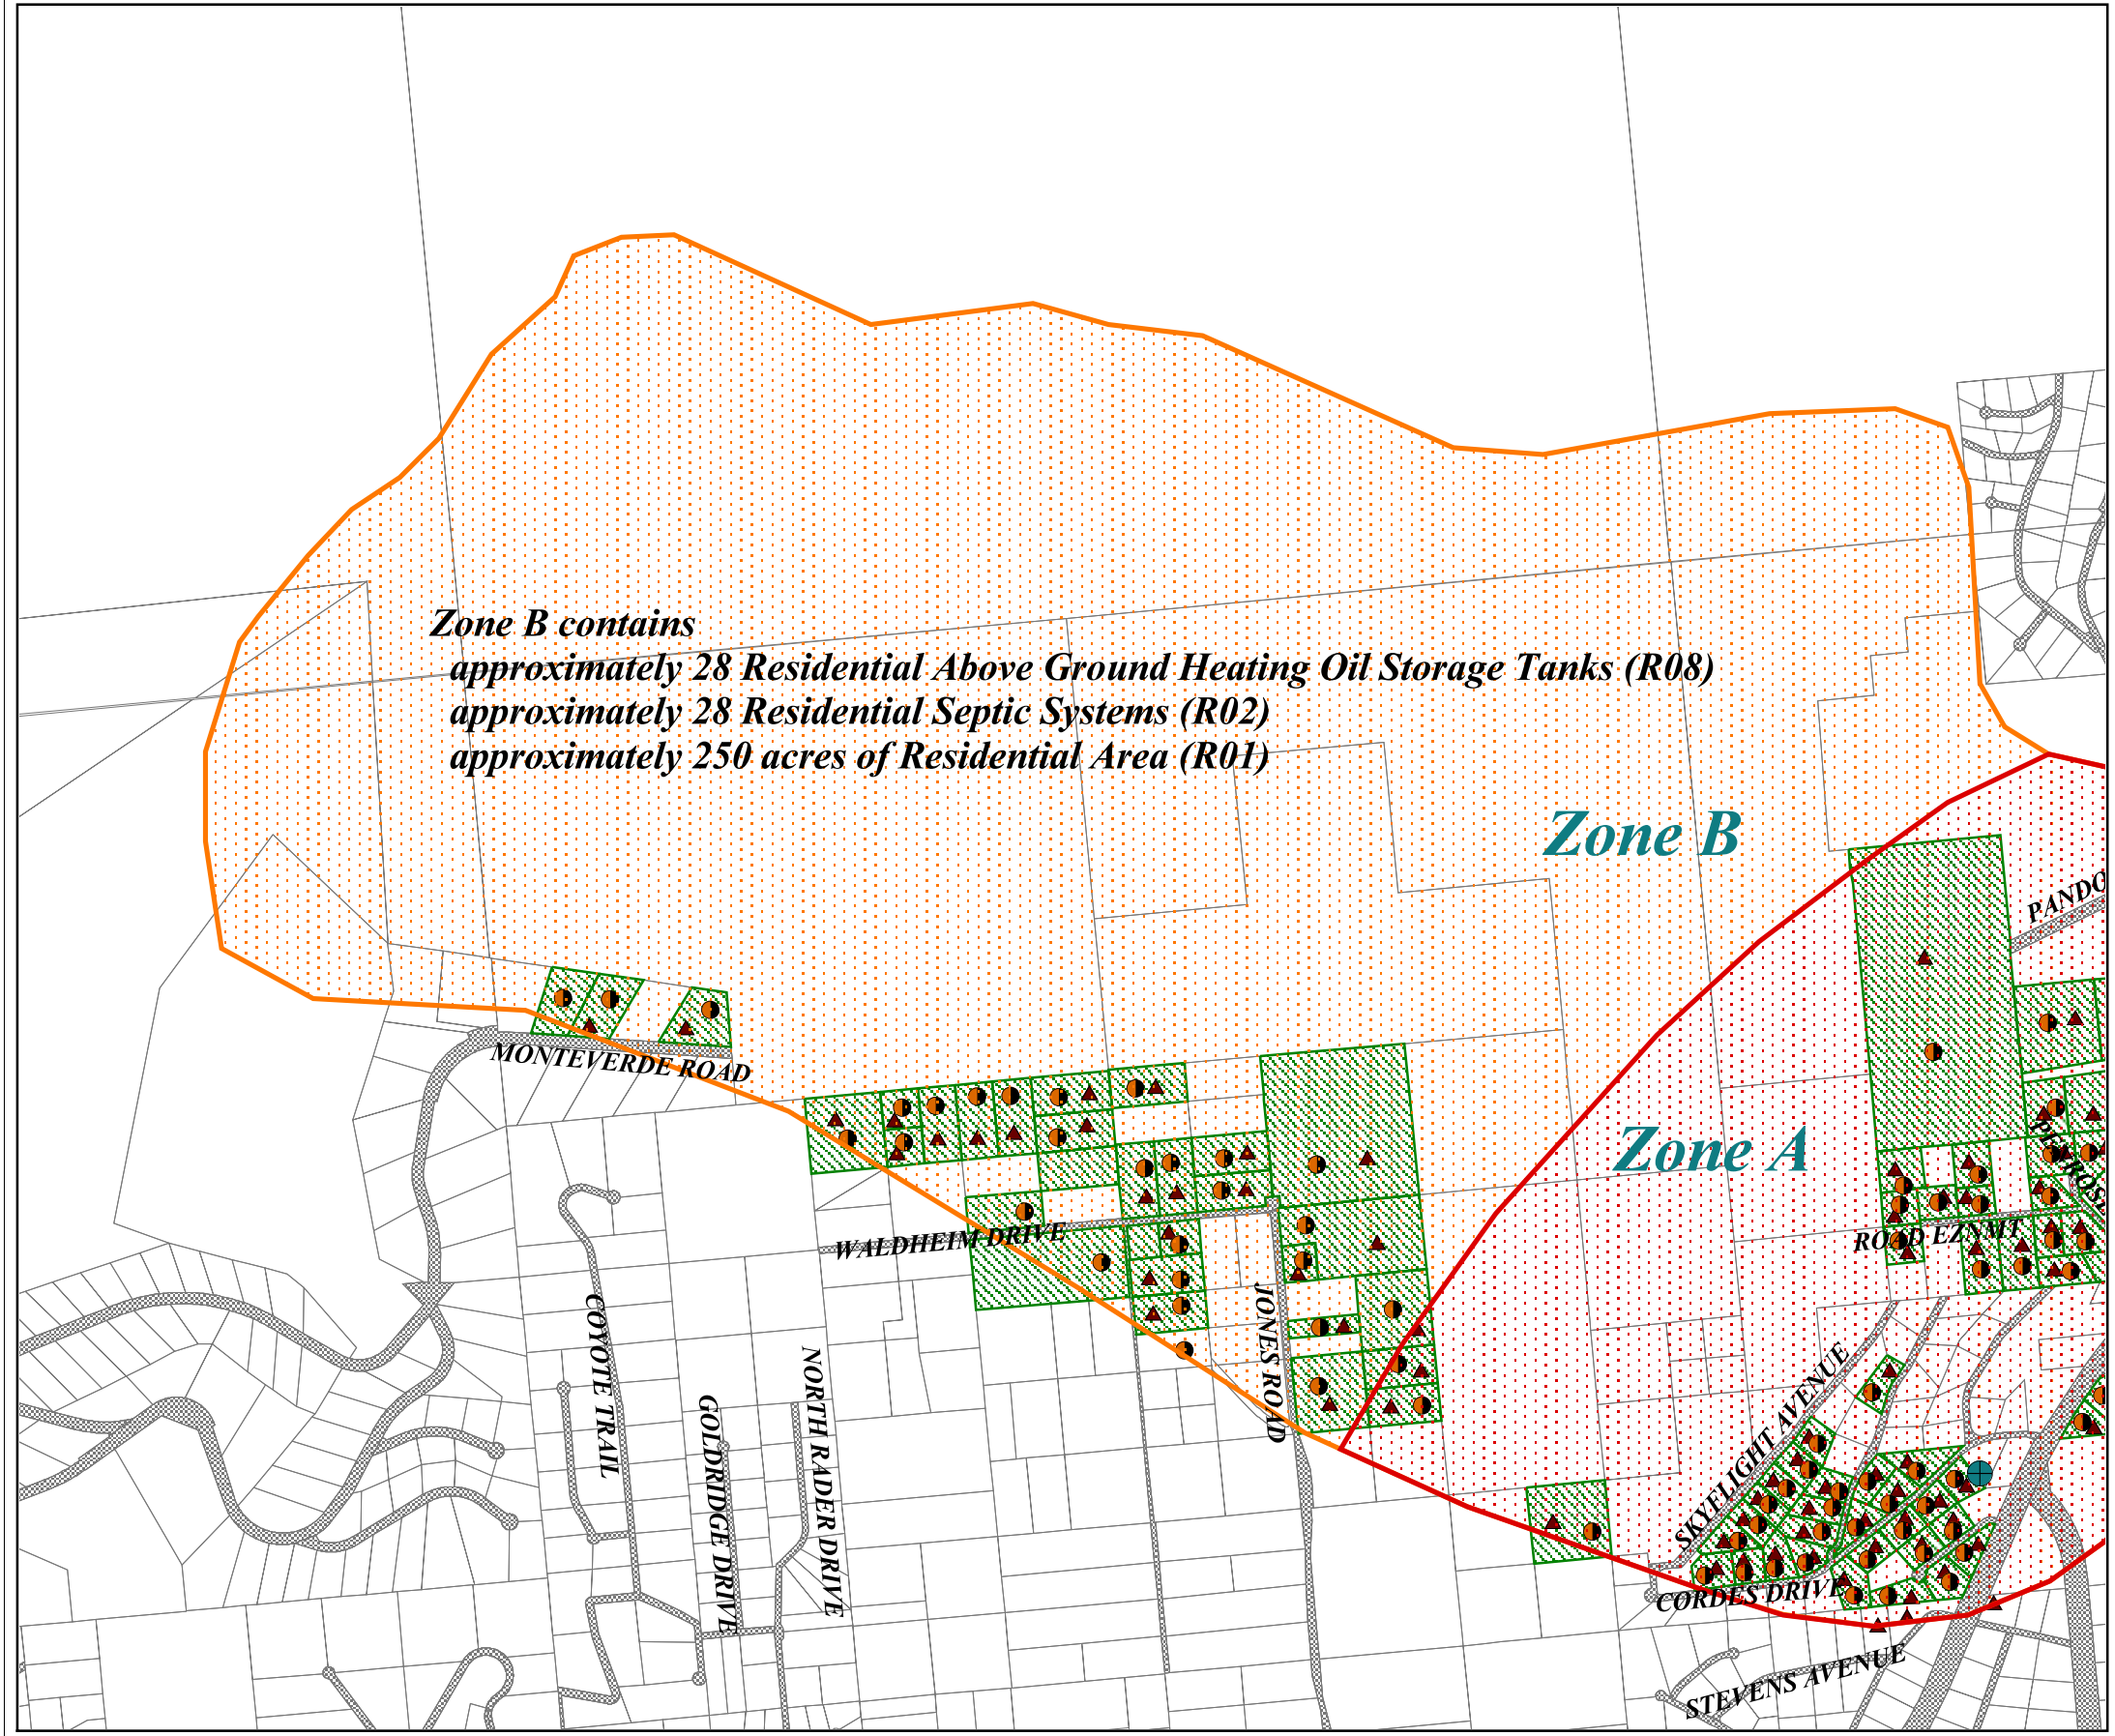 Zone B contains
approximately 28 Residential Above Ground Heating Oil Storage Tanks (R08)
approximately 28 Residential Septic Systems (R02)
approximately 250 acres of Residential Area (R01)
Zone B
PANDO
MONTEVERDE ROAD
Zone A
WALDHEIM DRIVE
ROAD EZNMT
JONES ROAD
COYOTE TRAIL
NORTH RADER DRIVE
GOLDRIDGE DRIVE
SKYFLIGHT AVENUE
CORDES DRIVE
STEVENS AVENUE